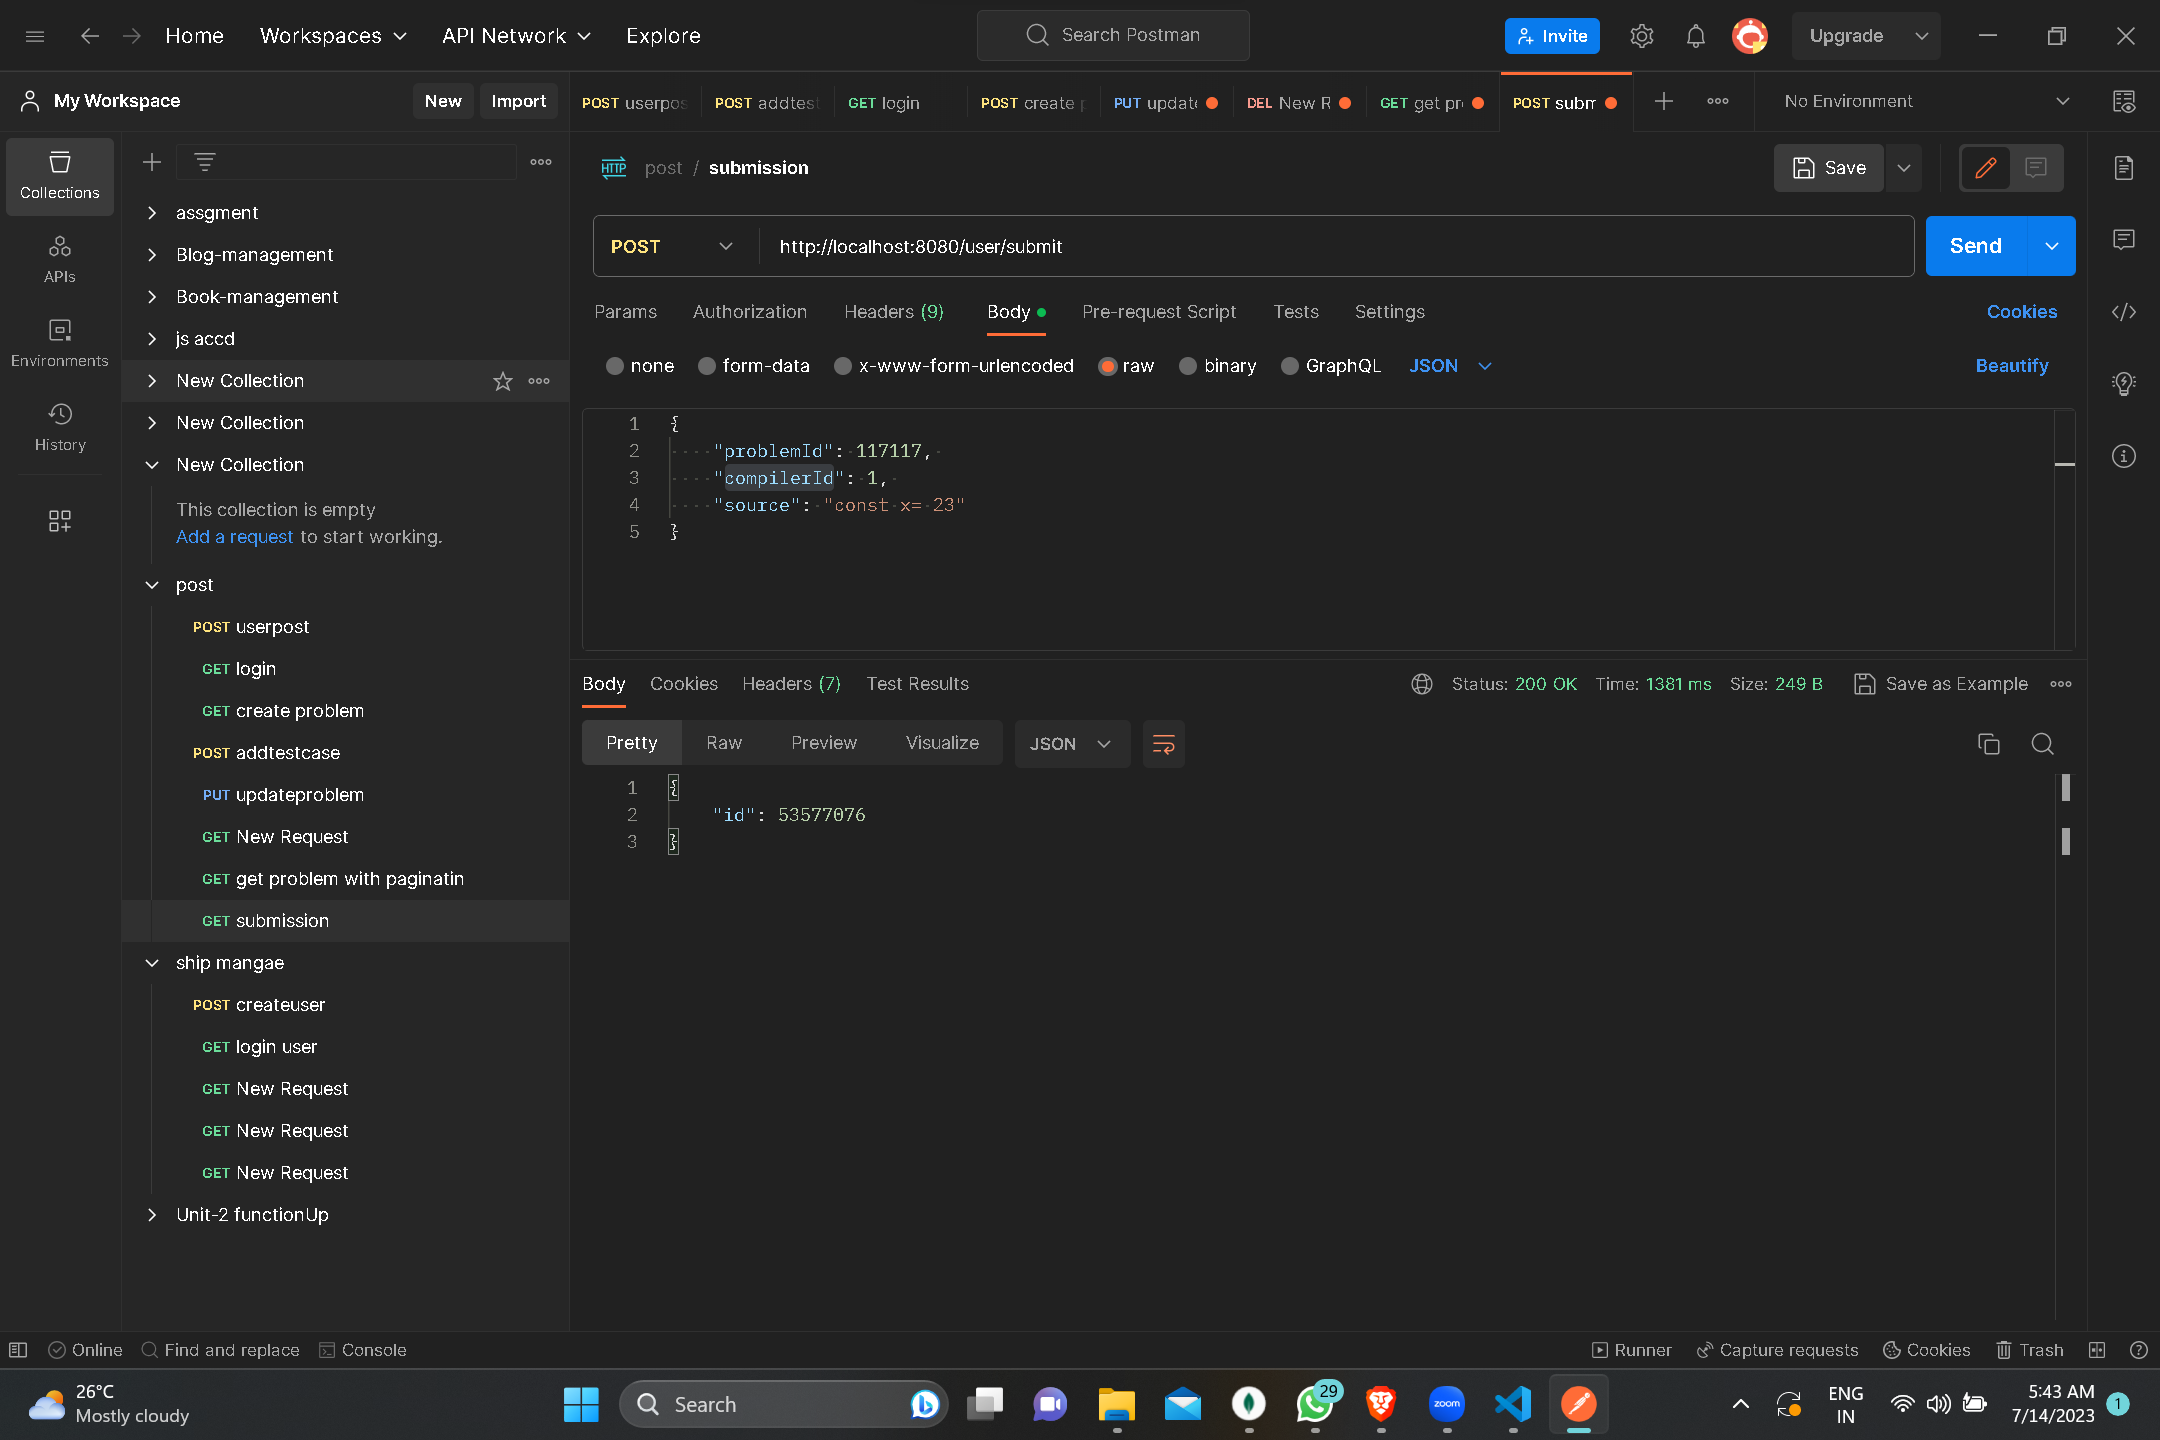 Home Workspaces API Network Explore Search Postman Invite Upgrade
My Workspace New Import
POST userpos POST addtest GET login POST create p PUT update DEL New R GET get pr POST subm No Environment
Collections
APIs
Environments
History
assgment
Blog-management
Book-management
js accd
New Collection
New Collection
New Collection
This collection is empty
Add a request to start working.
post
POST userpost
GET login
GET create problem
POST addtestcase
PUT updateproblem
GET New Request
GET get problem with paginatin
GET submission
ship mangae
POST createuser
GET login user
GET New Request
GET New Request
GET New Request
Unit-2 functionUp
HTTP post / submission Save
POST http://localhost:8080/user/submit Send
Params Authorization Headers (9) Body Pre-request Script Tests Settings Cookies
none form-data x-www-form-urlencoded raw binary GraphQL JSON Beautify
1 {
2 "problemId": 117117,
3 "compilerId": 1,
4 "source": "const x= 23"
5 }
Body Cookies Headers (7) Test Results Status: 200 OK Time: 1381 ms Size: 249 B Save as Example
Pretty Raw Preview Visualize JSON
1 {
2 "id": 53577076
3 }
Online Find and replace Console Runner Capture requests Cookies Trash
26°C
Mostly cloudy
Search
zoom
29
ENG
IN
5:43 AM
7/14/2023
1